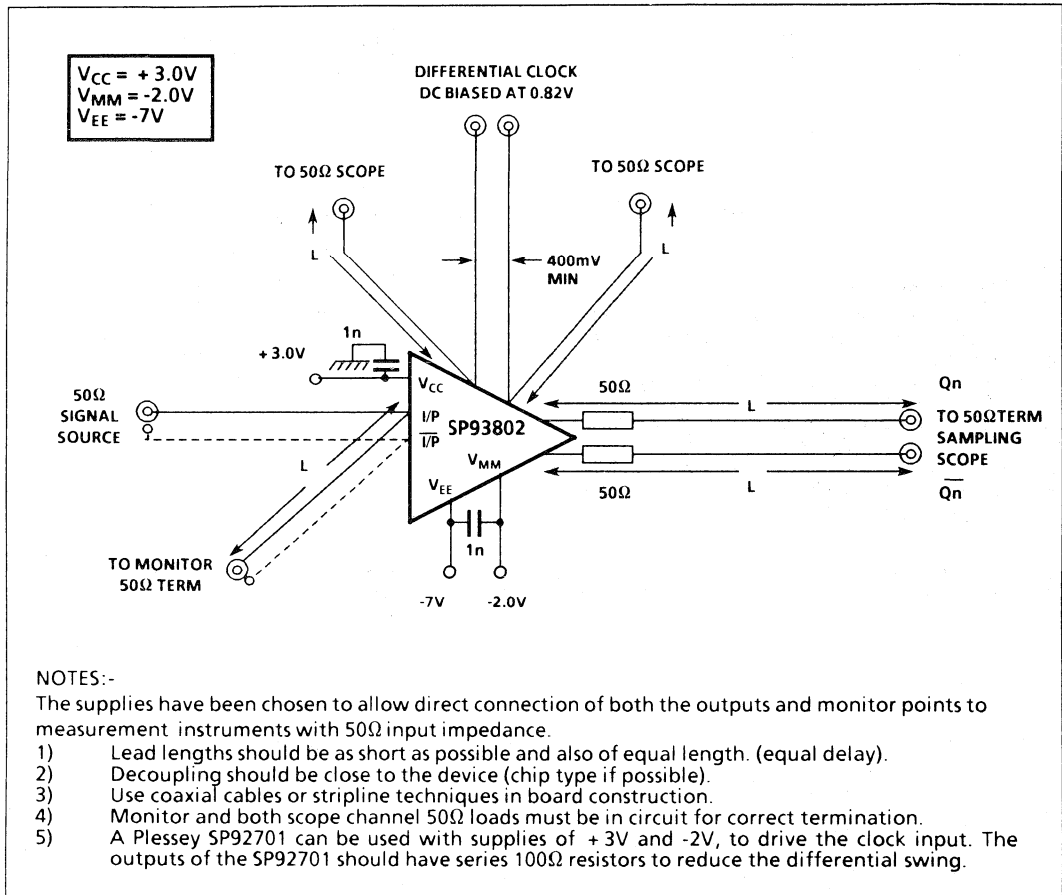 VCC = + 3.0V
VMM = -2.0V
VEE = -7V
DIFFERENTIAL CLOCK
DC BIASED AT 0.82V
TO 50Ω SCOPE
TO 50Ω SCOPE
L
L
400mV
MIN
1n
+ 3.0V
VCC
50Ω
SIGNAL
SOURCE
I/P
I/P
SP93802
VMM
VEE
50Ω
L
Qn
TO 50Ω TERM
SAMPLING
SCOPE
50Ω
L
Qn
L
1n
TO MONITOR
50Ω TERM
-7V
-2.0V
NOTES:-
The supplies have been chosen to allow direct connection of both the outputs and monitor points to
measurement instruments with 50Ω input impedance.
1) Lead lengths should be as short as possible and also of equal length. (equal delay).
2) Decoupling should be close to the device (chip type if possible).
3) Use coaxial cables or stripline techniques in board construction.
4) Monitor and both scope channel 50Ω loads must be in circuit for correct termination.
5) A Plessey SP92701 can be used with supplies of + 3V and -2V, to drive the clock input. The
outputs of the SP92701 should have series 100Ω resistors to reduce the differential swing.